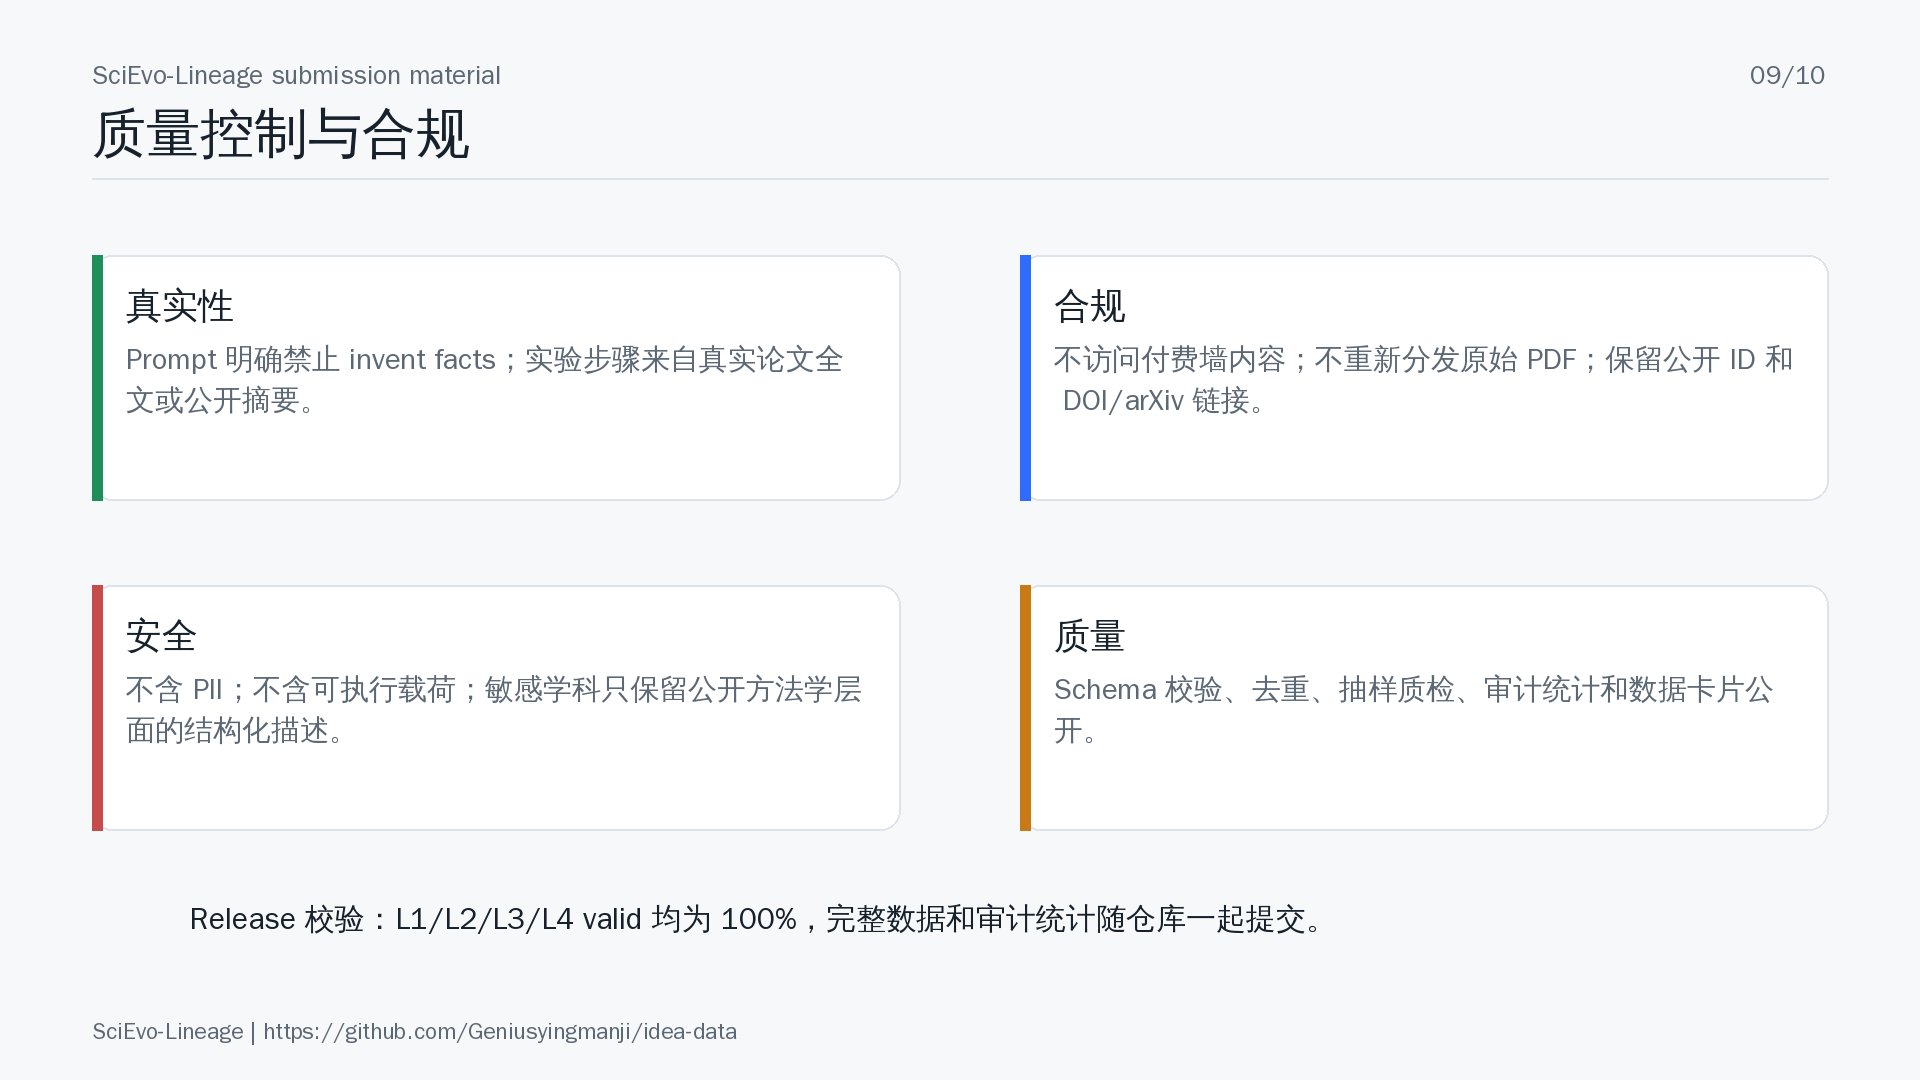 SciEvo-Lineage submission material
09/10
质量控制与合规
真实性
Prompt 明确禁止 invent facts；实验步骤来自真实论文全
文或公开摘要。
合规
不访问付费墙内容；不重新分发原始 PDF；保留公开 ID 和
DOI/arXiv 链接。
安全
不含 PII；不含可执行载荷；敏感学科只保留公开方法学层
面的结构化描述。
质量
Schema 校验、去重、抽样质检、审计统计和数据卡片公
开。
Release 校验：L1/L2/L3/L4 valid 均为 100%，完整数据和审计统计随仓库一起提交。
SciEvo-Lineage | https://github.com/Geniusyingmanji/idea-data